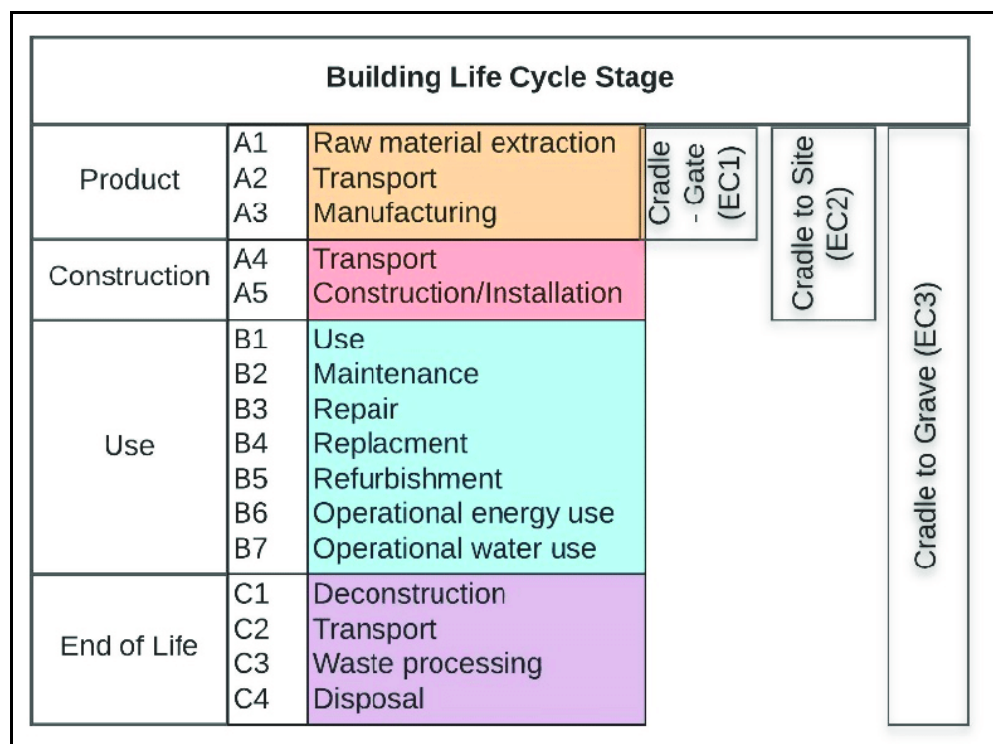 Building Life Cycle Stage
Product
A1 Raw material extraction
A2 Transport
A3 Manufacturing
Cradle
- Gate
(EC1)
Cradle to Site
(EC2)
Cradle to Grave (EC3)
Construction
A4 Transport
A5 Construction/Installation
Use
B1 Use
B2 Maintenance
B3 Repair
B4 Replacment
B5 Refurbishment
B6 Operational energy use
B7 Operational water use
End of Life
C1 Deconstruction
C2 Transport
C3 Waste processing
C4 Disposal